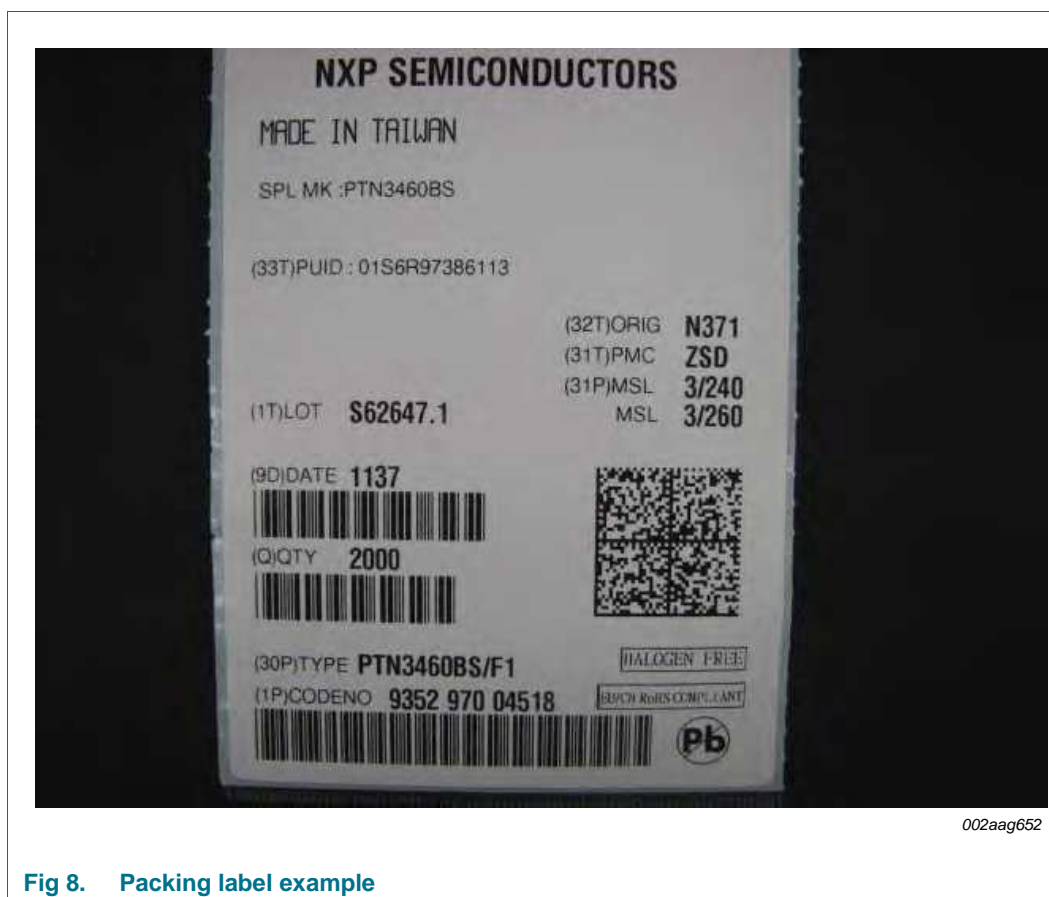 NXP SEMICONDUCTORS
MADE IN TAIWAN
SPL MK :PTN3460BS
(33T)PUID : 01S6R97386113
(32T)ORIG N371
(31T)PMC ZSD
(31P)MSL 3/240
(1T)LOT S62647.1 MSL 3/260
(9D)DATE 1137
(Q)QTY 2000
(30P)TYPE PTN3460BS/F1 HALOGEN FREE
(1P)CODENO 9352 970 04518 RoHS COMPLIANT
Pb
002aag652
Fig 8. Packing label example